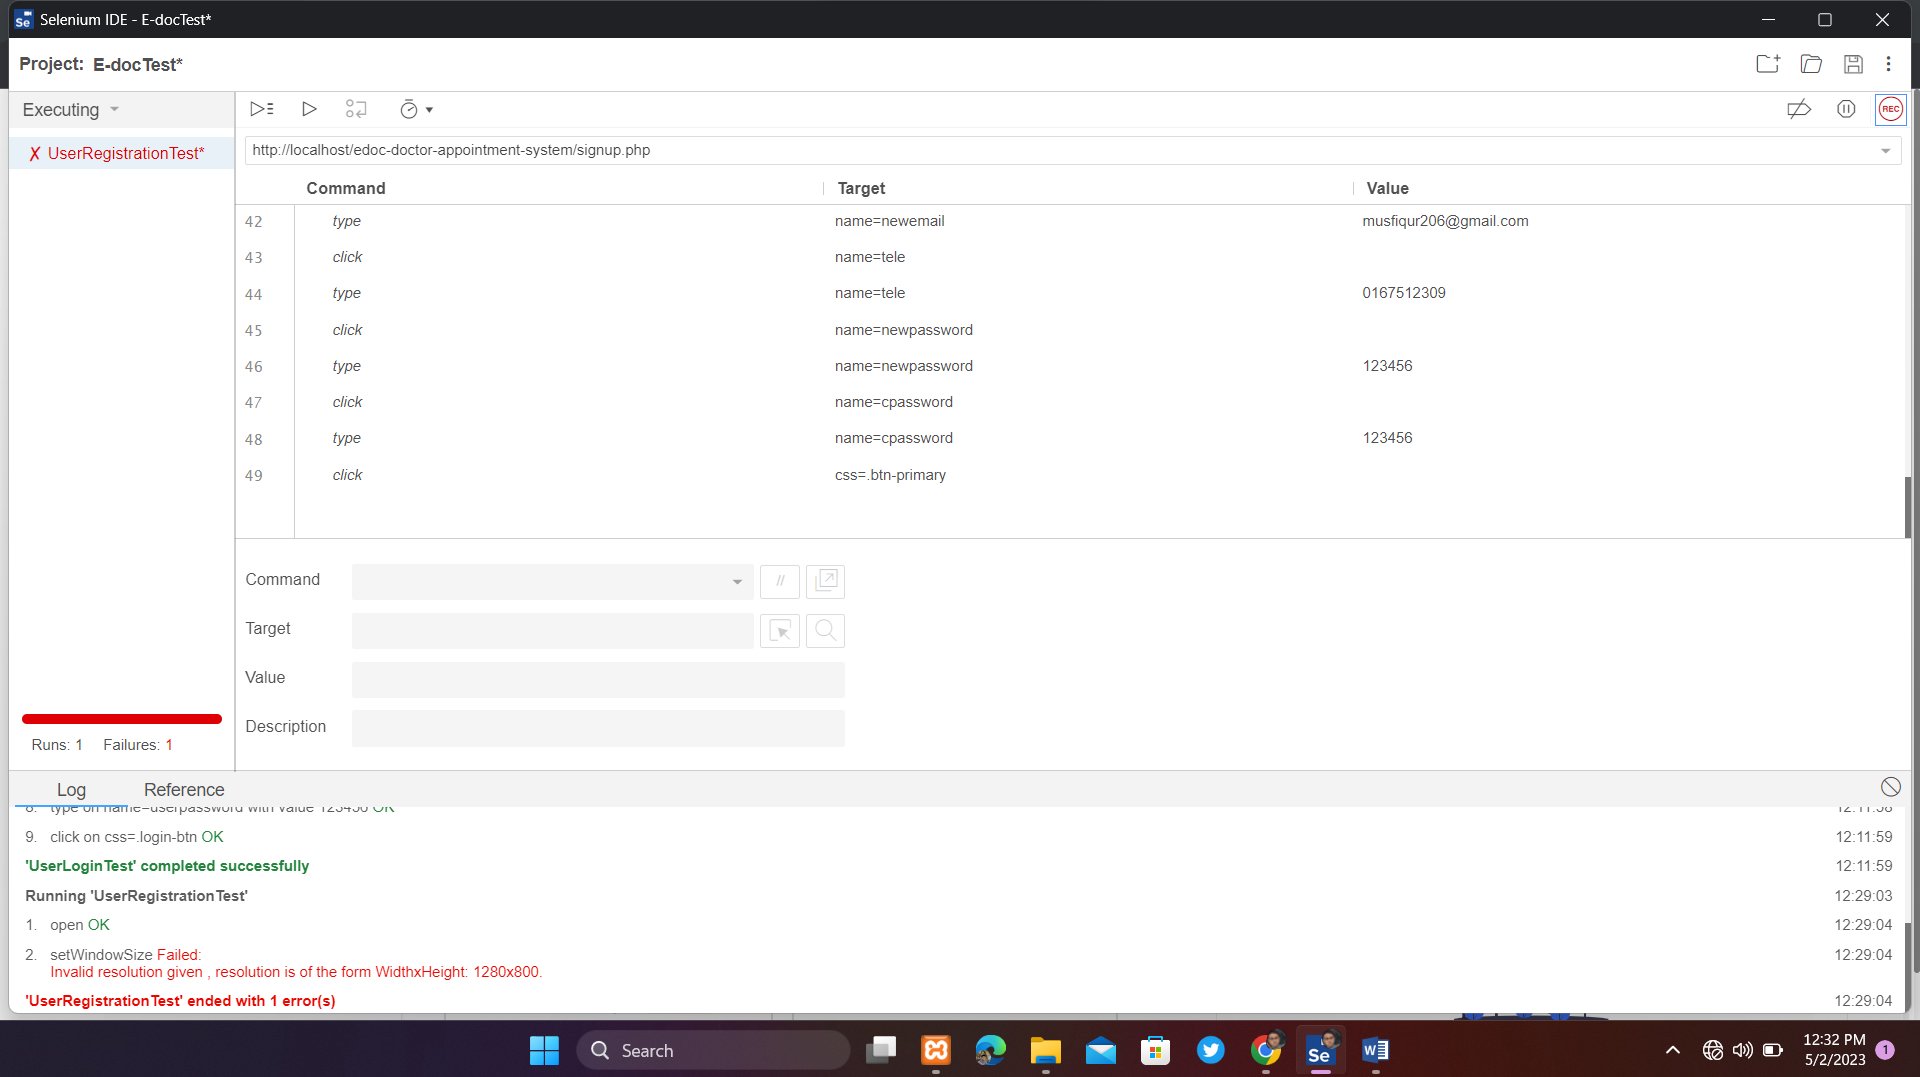 Se Selenium IDE - E-docTest*
Project: E-docTest*
Executing
REC
X UserRegistrationTest*
http://localhost/edoc-doctor-appointment-system/signup.php
Command Target Value
42 type name=newemail musfiqur206@gmail.com
43 click name=tele
44 type name=tele 0167512309
45 click name=newpassword
46 type name=newpassword 123456
47 click name=cpassword
48 type name=cpassword 123456
49 click css=.btn-primary
Command //
Target
Value
Description
Runs: 1 Failures: 1
Log Reference
8. type on name=userpassword with value 123456 OK 12:11:58
9. click on css=.login-btn OK 12:11:59
'UserLoginTest' completed successfully 12:11:59
Running 'UserRegistrationTest' 12:29:03
1. open OK 12:29:04
2. setWindowSize Failed: 12:29:04
Invalid resolution given , resolution is of the form WidthxHeight: 1280x800.
'UserRegistrationTest' ended with 1 error(s) 12:29:04
Search
Se
W
12:32 PM
5/2/2023
1